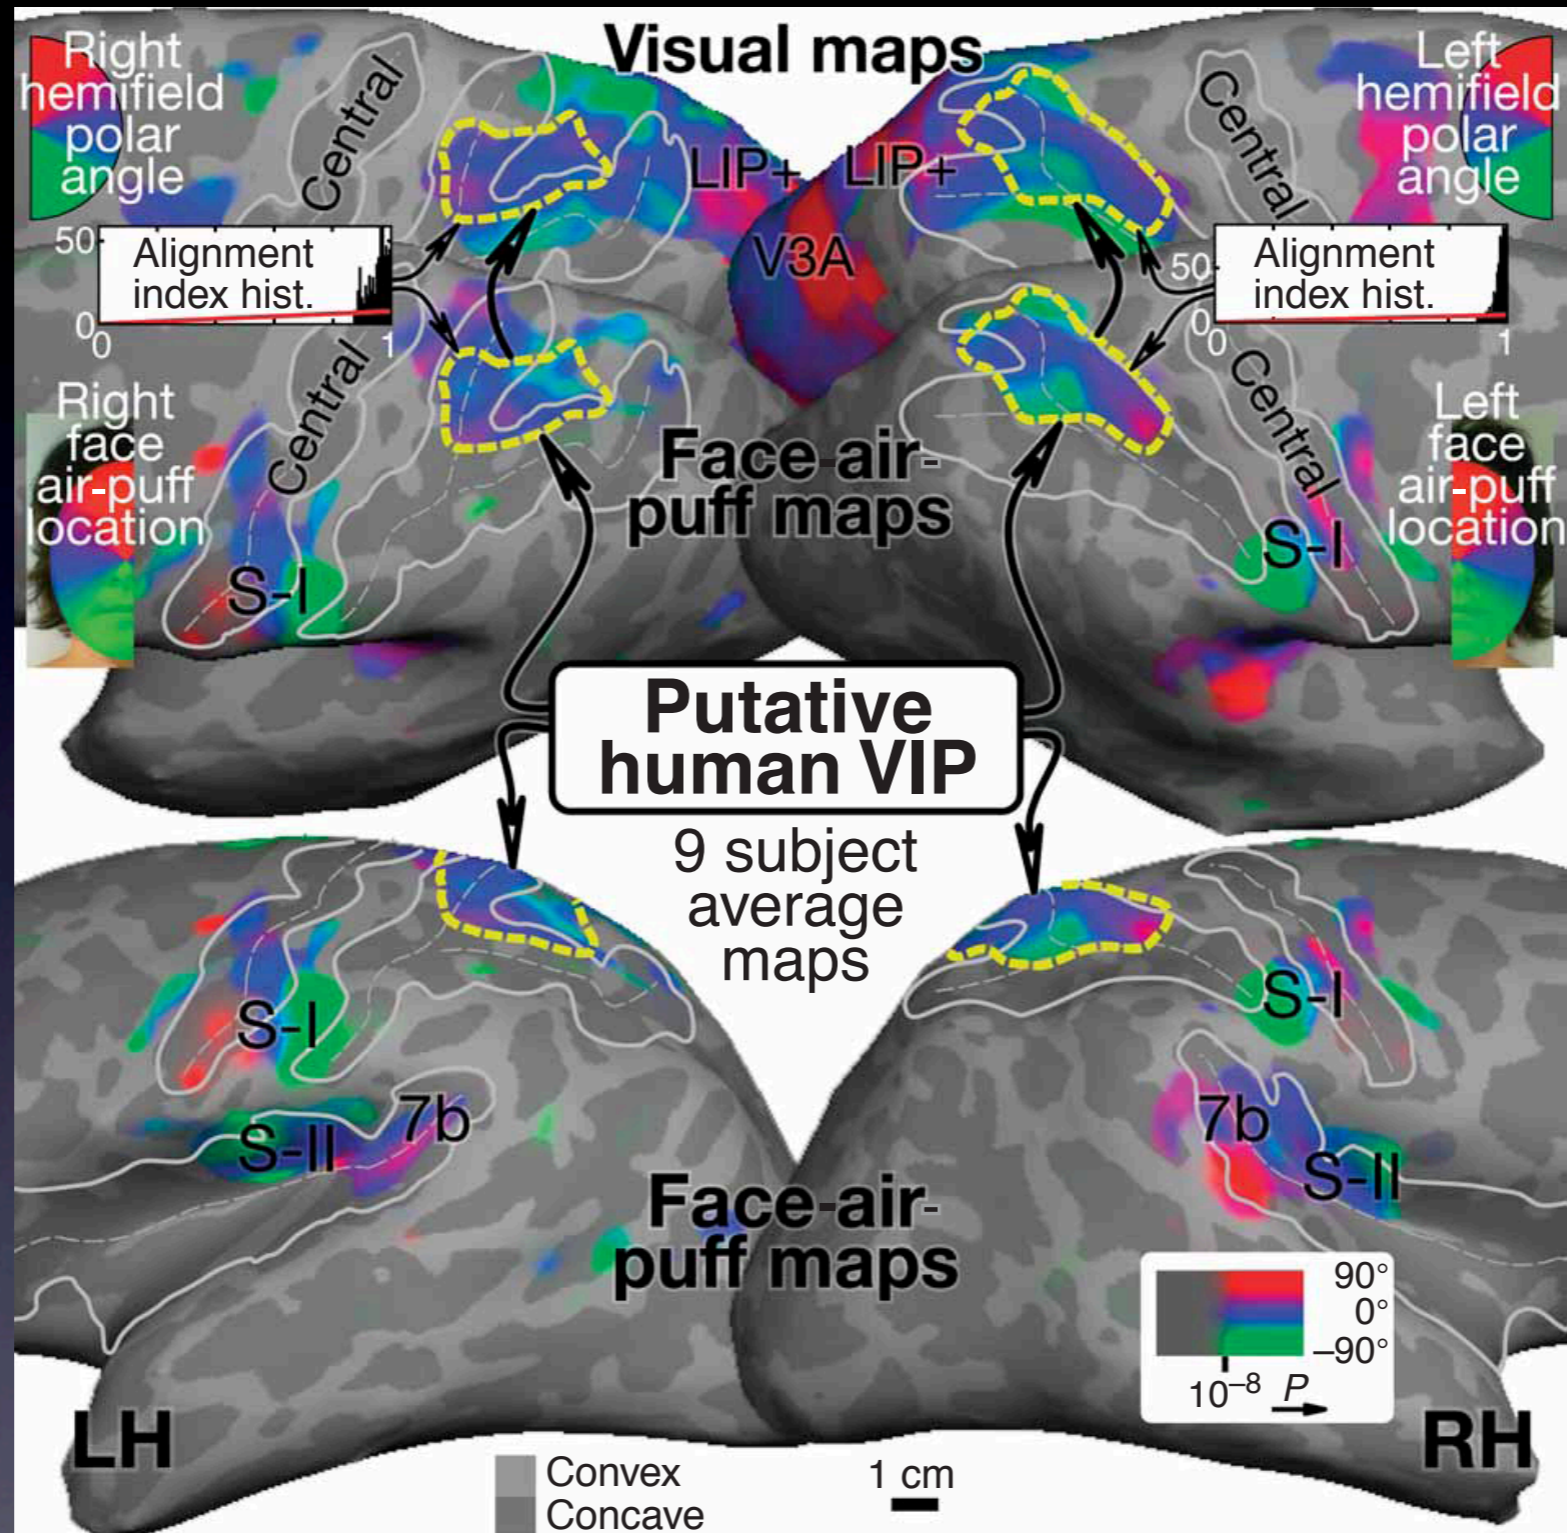 Visual maps
Right
hemifield
polar
angle
Central
LIP+
LIP+
V3A
Central
Left
hemifield
polar
angle
50
0
0
1
Alignment
index hist.
50
0
0
1
Alignment
index hist.
Right
face
air-puff
location
Central
S-I
Face-air-
puff maps
Central
S-I
Left
face
air-puff
location
Putative
human VIP
9 subject
average
maps
S-I
S-II
7b
S-I
7b
S-II
Face-air-
puff maps
90°
0°
–90°
10–8 P
LH
RH
Convex
Concave
1 cm